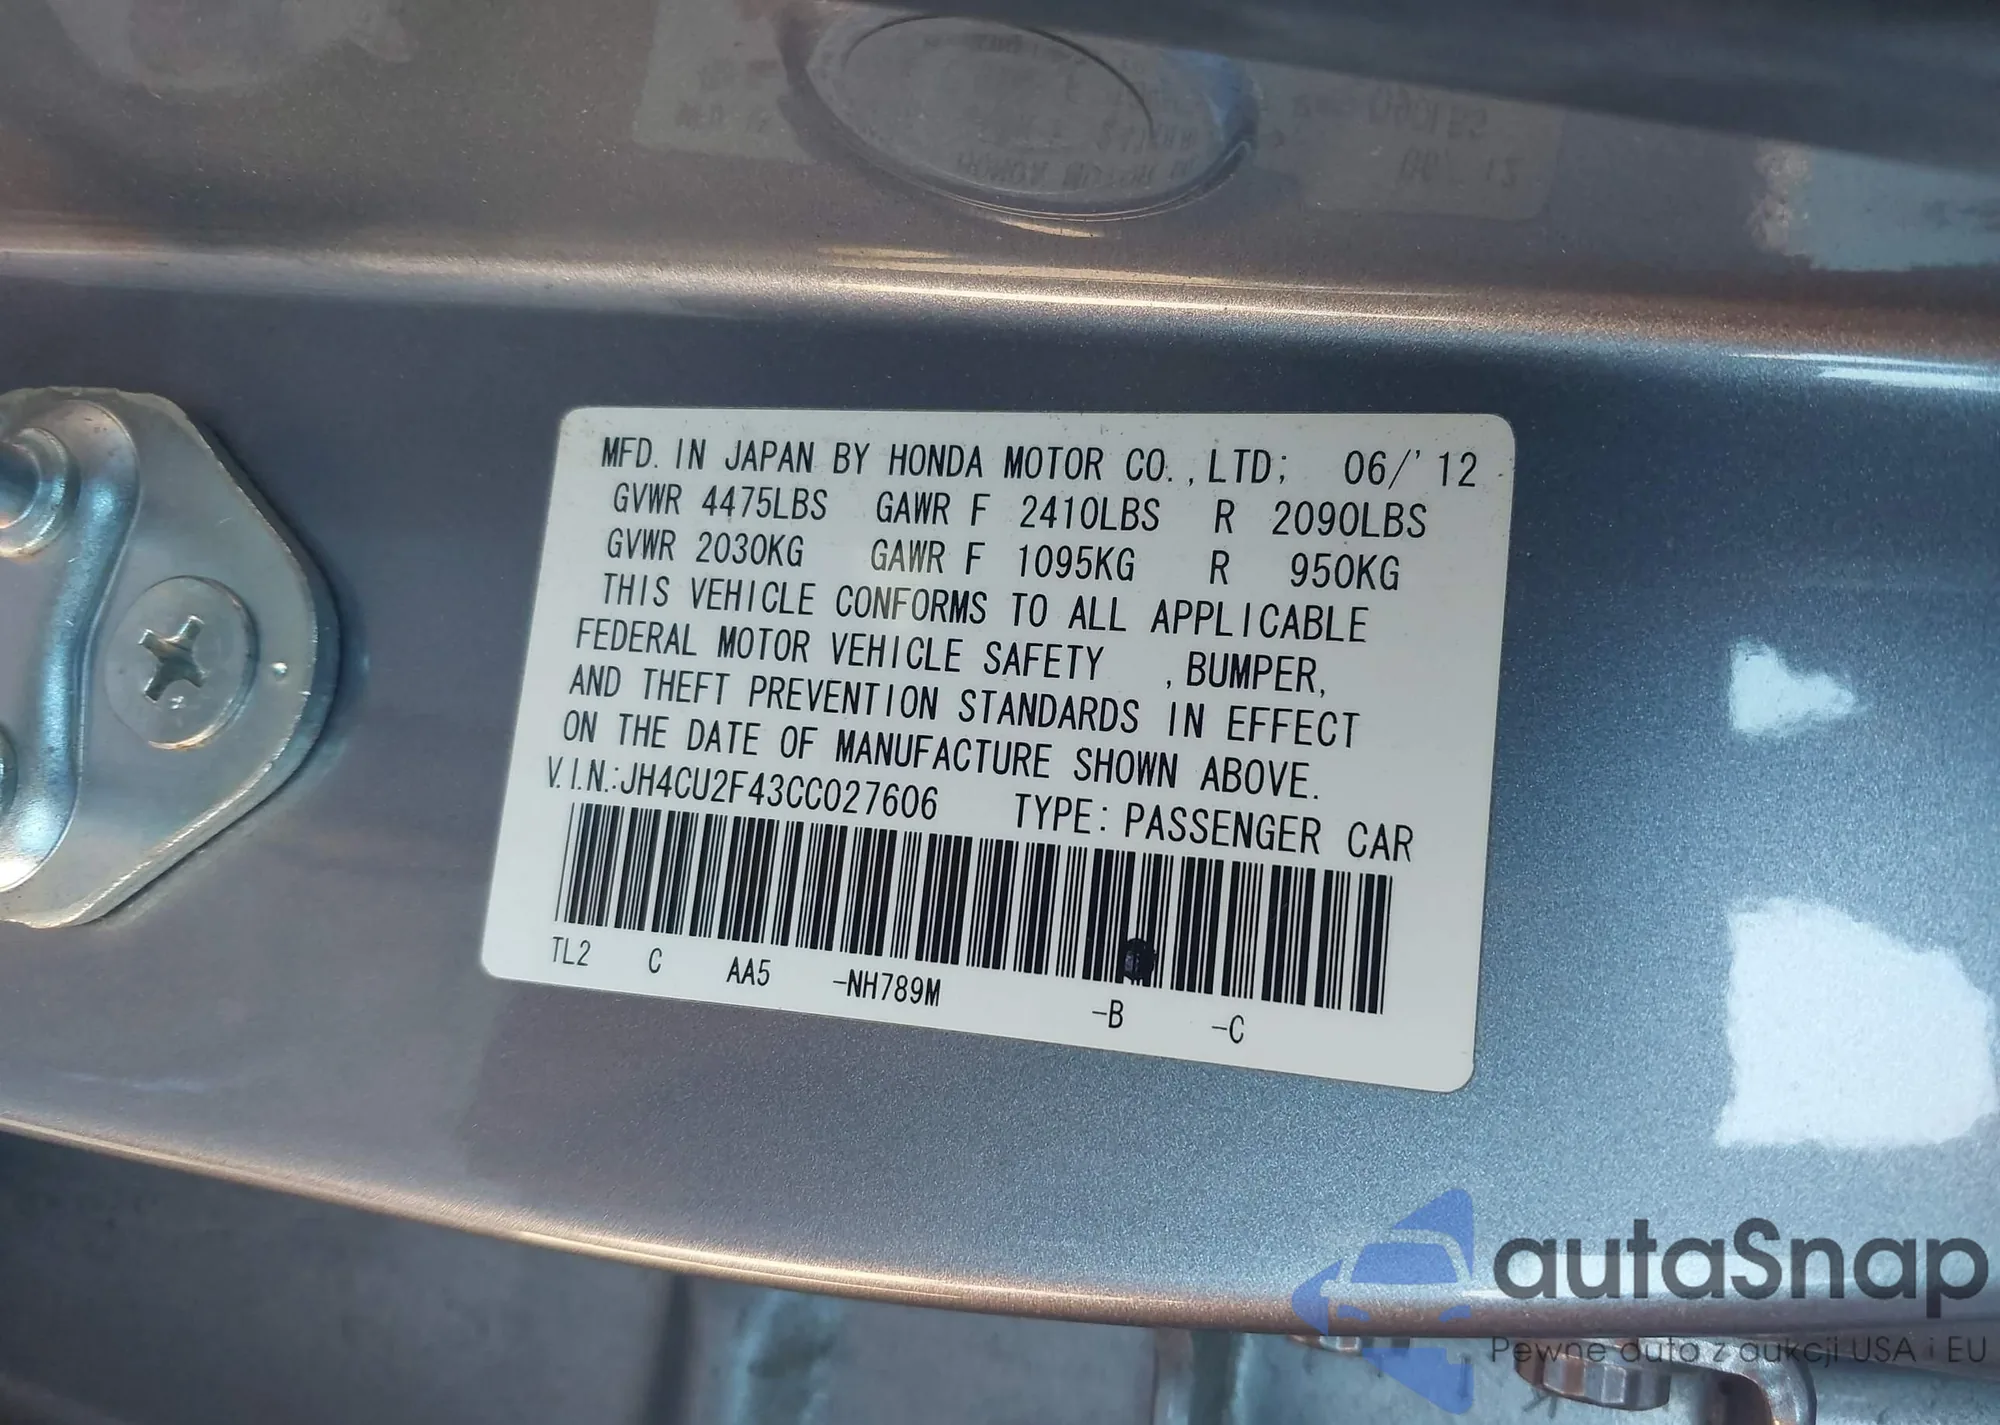 MFD. IN JAPAN BY HONDA MOTOR CO.,LTD; 06/'12
GVWR 4475LBS GAWR F 2410LBS R 2090LBS
GVWR 2030KG GAWR F 1095KG R 950KG
THIS VEHICLE CONFORMS TO ALL APPLICABLE
FEDERAL MOTOR VEHICLE SAFETY , BUMPER,
AND THEFT PREVENTION STANDARDS IN EFFECT
ON THE DATE OF MANUFACTURE SHOWN ABOVE.
V.I.N.:JH4CU2F43CC027606 TYPE: PASSENGER CAR
TL2 C AA5 -NH789M -B -C
autaSnap
Pewne auta z aukcji USA i EU